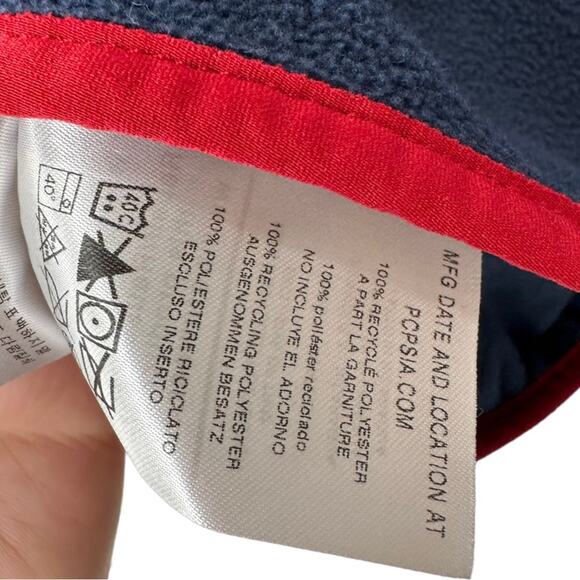 MFG DATE AND LOCATION AT
PCPSIA.COM
100% RECYCLÉ POLYESTER
A PART LA GARNITURE
100% poliéster reciclado
NO INCLUYE EL ADORNO
100% RECYCLING POLYESTER
AUSGENOMMEN BESATZ
100% POLIESTERE RICICLATO
ESCLUSO INSERTO
40°
40C